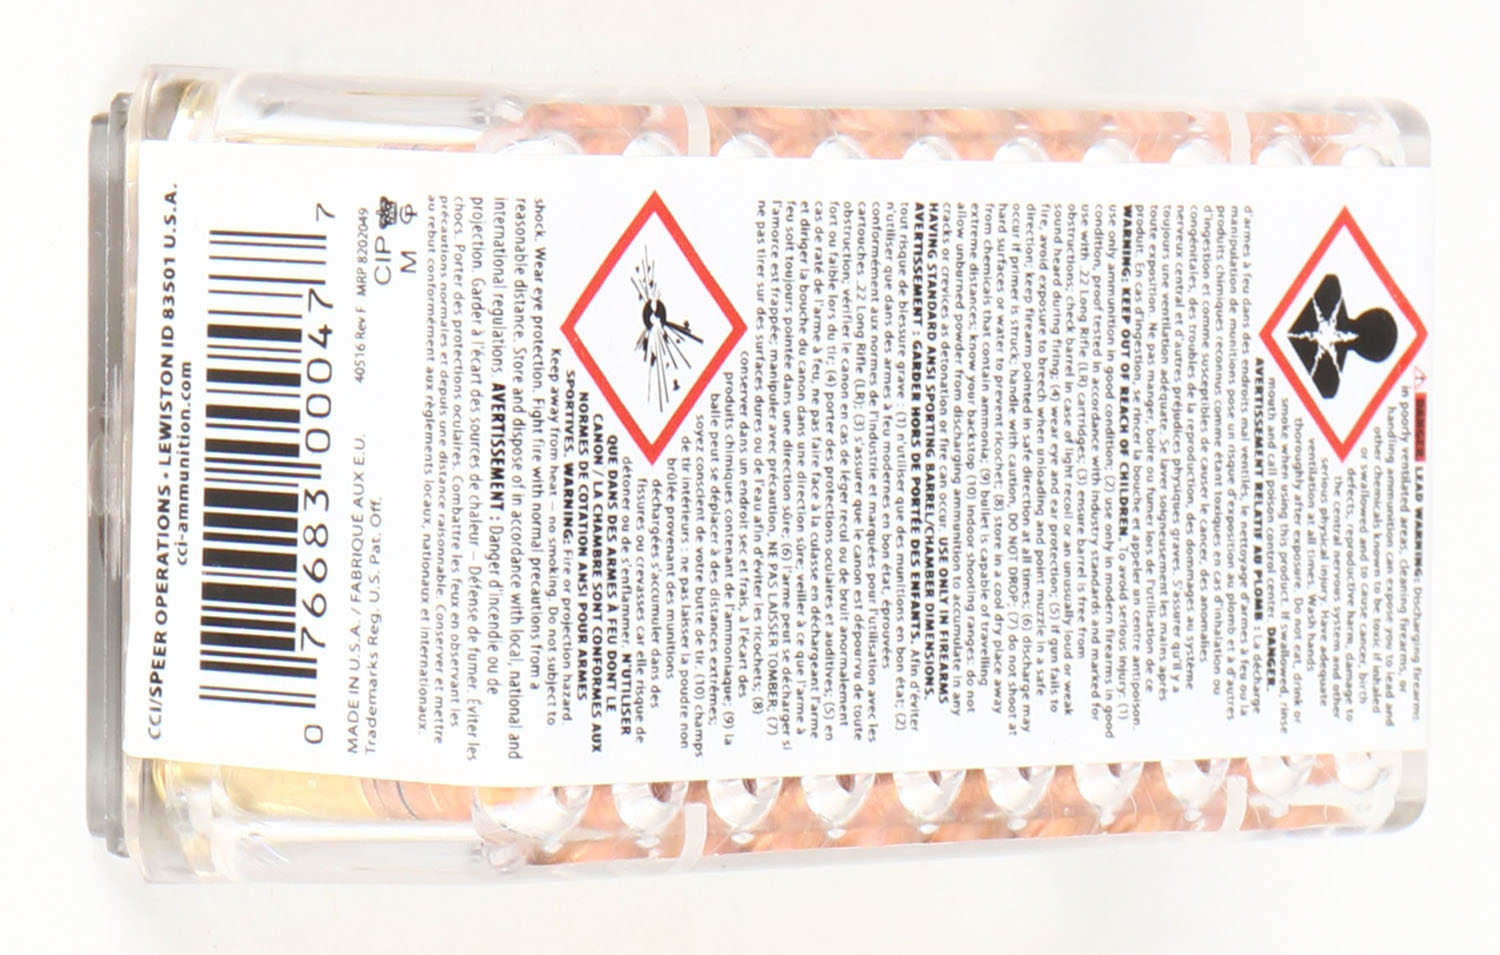 ⚠ DANGER LEAD WARNING: Discharging firearms
in poorly ventilated areas, cleaning firearms, or
handling ammunition can expose you to lead and
other chemicals known to be toxic if inhaled
or swallowed and to cause cancer, birth
defects, reproductive harm, damage to
the central nervous system and other
serious physical injury. Have adequate
ventilation at all times. Wash hands
thoroughly after exposure. Do not eat, drink or
smoke when using this product. If swallowed, rinse
mouth and call poison control center. DANGER.
AVERTISSEMENT RELATIF AU PLOMB : La décharge
d'armes à feu dans des endroits mal ventilés, le nettoyage d'armes à feu ou la
manipulation de munitions pose un risque d'exposition au plomb et à d'autres
produits chimiques reconnus comme étant toxiques en cas d'inhalation ou
d'ingestion et comme susceptibles de causer le cancer, des anomalies
congénitales, des troubles de la reproduction, des dommages au système
nerveux central et d'autres préjudices physiques graves. S'assurer qu'il y a
toujours une ventilation adéquate. Se laver soigneusement les mains après
toute exposition. Ne pas manger, boire ou fumer lors de l'utilisation de ce
produit. En cas d'ingestion, se rincer la bouche et appeler un centre antipoison.
WARNING: KEEP OUT OF REACH OF CHILDREN. To avoid serious injury: (1)
use only ammunition in good condition; (2) use only in modern firearms in good
condition, proof tested in accordance with industry standards and marked for
use with .22 Long Rifle (LR) cartridges; (3) ensure barrel is free from
obstructions; check barrel in case of light recoil or an unusually loud or weak
sound heard during firing; (4) wear eye and ear protection; (5) if gun fails to
fire, avoid exposure to breech when unloading and point muzzle in a safe
direction; keep firearm pointed in safe direction at all times; (6) discharge may
occur if primer is struck; handle with caution, DO NOT DROP; (7) do not shoot at
hard surfaces or water to prevent ricochet; (8) store in a cool dry place away
from chemicals that contain ammonia; (9) bullet is capable of travelling
extreme distances; know your backstop (10) indoor shooting ranges: do not
allow unburned powder from discharging ammunition to accumulate in any
cracks or crevices as detonation or fire can occur. USE ONLY IN FIREARMS
HAVING STANDARD ANSI SPORTING BARREL/CHAMBER DIMENSIONS.
AVERTISSEMENT : GARDER HORS DE PORTÉE DES ENFANTS. Afin d'éviter
tout risque de blessure grave : (1) n'utiliser que des munitions en bon état; (2)
n'utiliser que dans des armes à feu modernes en bon état, éprouvées
conformément aux normes de l'industrie et marquées pour l'utilisation avec les
cartouches .22 Long Rifle (LR); (3) s'assurer que le canon est dépourvu de toute
obstruction; vérifier le canon en cas de léger recul ou de bruit anormalement
fort ou faible lors du tir; (4) porter des protections oculaires et auditives; (5) en
cas de raté de l'arme à feu, ne pas faire face à la culasse en déchargeant l'arme
et diriger la bouche du canon dans une direction sûre; veiller à ce que l'arme à
feu soit toujours pointée dans une direction sûre; (6) l'arme peut se décharger si
l'amorce est frappée; manipuler avec précaution, NE PAS LAISSER TOMBER; (7)
ne pas tirer sur des surfaces dures ou de l'eau afin d'éviter les ricochets; (8)
conserver dans un endroit sec et frais, à l'écart des
produits chimiques contenant de l'ammoniaque; (9) la
balle peut se déplacer à des distances extrêmes;
soyez conscient de votre butte de tir. (10) champs
de tir intérieurs : ne pas laisser la poudre non
brûlée provenant des munitions
déchargées s'accumuler dans des
fissures ou crevasses car elle risque de
détoner ou de s'enflammer. N'UTILISER
QUE DANS DES ARMES À FEU DONT LE
CANON / LA CHAMBRE SONT CONFORMES AUX
NORMES DE COTATION ANSI POUR ARMES
SPORTIVES. WARNING: Fire or projection hazard.
Keep away from heat – no smoking. Do not subject to
shock. Wear eye protection. Fight fire with normal precautions from a
reasonable distance. Store and dispose of in accordance with local, national and
international regulations. AVERTISSEMENT : Danger d'incendie ou de
projection. Garder à l'écart des sources de chaleur – Défense de fumer. Éviter les
chocs. Porter des protections oculaires. Combattre les feux en observant les
précautions normales et depuis une distance raisonnable. Conserver et mettre
au rebut conformément aux règlements locaux, nationaux et internationaux.
CIP
M
40516 Rev F MRP 8202049
MADE IN U.S.A. / FABRIQUÉ AUX É.U.
Trademarks Reg. U.S. Pat. Off.
0 76683 00047 7
cci-ammunition.com
CCI/SPEER OPERATIONS • LEWISTON ID 83501 U.S.A.